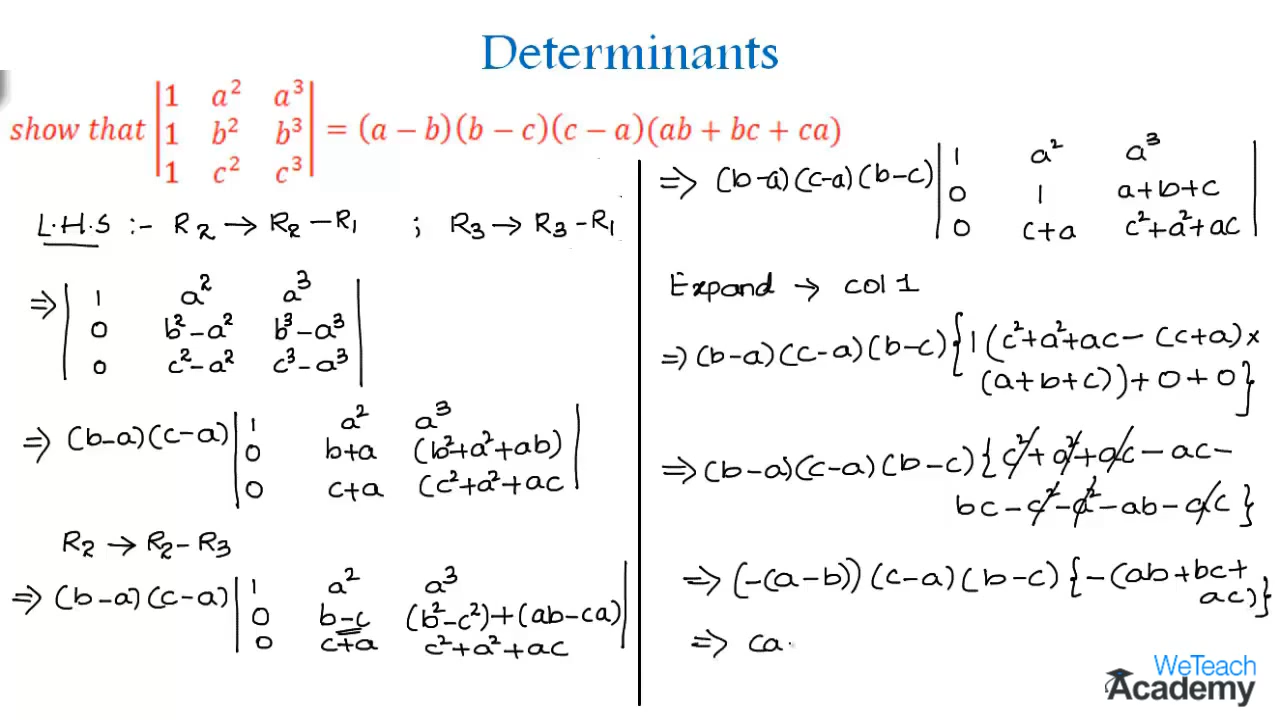 Determinants
show that |1 a² a³|
|1 b² b³| = (a − b)(b − c)(c − a)(ab + bc + ca)
|1 c² c³|
L.H.S :- R₂ → R₂ −R₁ ; R₃ → R₃ -R₁
⇒ | 1 a² a³ |
| 0 b²−a² b³−a³ |
| 0 c²−a² c³−a³ |
⇒ (b−a)(c−a) | 1 a² a³ |
| 0 b+a (b²+a²+ab) |
| 0 c+a (c²+a²+ac |
R₂ → R₂−R₃
⇒ (b−a)(c−a) | 1 a² a³ |
| 0 b−c (b²−c²)+(ab−ca) |
| 0 c+a c²+a²+ac |
⇒ (b−a)(c−a)(b−c) | 1 a² a³ |
| 0 1 a+b+c |
| 0 c+a c²+a²+ac |
Expand → col 1
⇒ (b−a)(c−a)(b−c){1(c²+a²+ac− (c+a)×
(a+b+c))+0+0}
⇒ (b−a)(c−a)(b−c){c²+a²+ac−ac−
bc−c²−a²−ab−ac}
⇒ (−(a−b))(c−a)(b−c){−(ab+bc+
ac)}
⇒ (a.
WeTeach
Academy